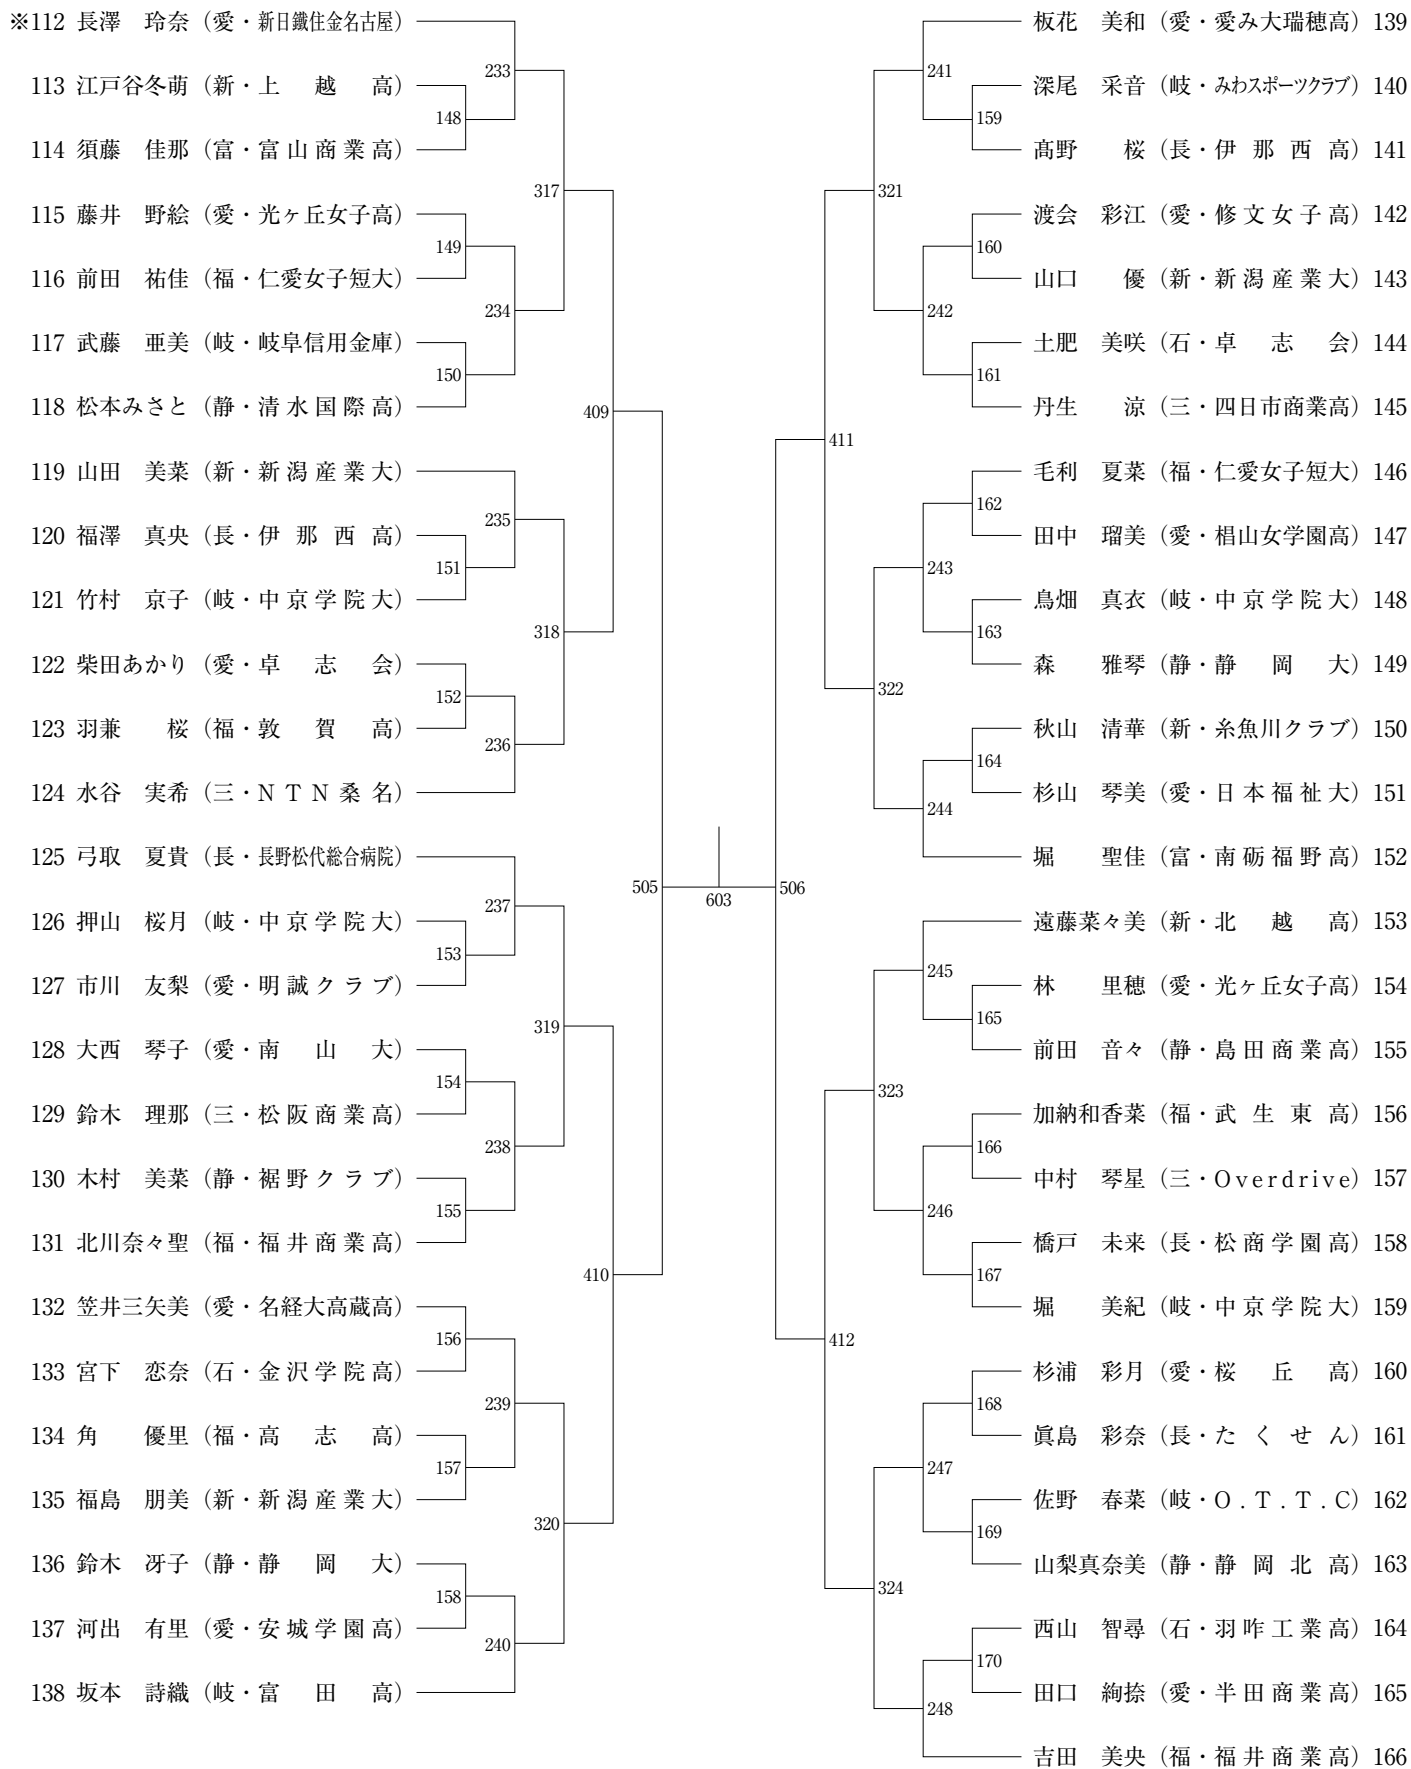 ※112 長澤 玲奈（愛・新日鐵住金名古屋）
113 江戸谷冬萌（新・上越高）
114 須藤 佳那（富・富山商業高）
115 藤井 野絵（愛・光ヶ丘女子高）
116 前田 祐佳（福・仁愛女子短大）
117 武藤 亜美（岐・岐阜信用金庫）
118 松本みさと（静・清水国際高）
119 山田 美菜（新・新潟産業大）
120 福澤 真央（長・伊那西高）
121 竹村 京子（岐・中京学院大）
122 柴田あかり（愛・卓志会）
123 羽兼 桜（福・敦賀高）
124 水谷 実希（三・NTN桑名）
125 弓取 夏貴（長・長野松代総合病院）
126 押山 桜月（岐・中京学院大）
127 市川 友梨（愛・明誠クラブ）
128 大西 琴子（愛・南山大）
129 鈴木 理那（三・松阪商業高）
130 木村 美菜（静・裾野クラブ）
131 北川奈々聖（福・福井商業高）
132 笠井三矢美（愛・名経大高蔵高）
133 宮下 恋奈（石・金沢学院高）
134 角 優里（福・高志高）
135 福島 朋美（新・新潟産業大）
136 鈴木 冴子（静・静岡大）
137 河出 有里（愛・安城学園高）
138 坂本 詩織（岐・富田高）
148
149
150
151
152
153
154
155
156
157
158
233
234
235
236
237
238
239
240
317
318
319
320
409
410
505
603
506
411
412
321
322
323
324
241
242
243
244
245
246
247
248
159
160
161
162
163
164
165
166
167
168
169
170
板花 美和（愛・愛み大瑞穂高）139
深尾 采音（岐・みわスポーツクラブ）140
髙野 桜（長・伊那西高）141
渡会 彩江（愛・修文女子高）142
山口 優（新・新潟産業大）143
土肥 美咲（石・卓志会）144
丹生 涼（三・四日市商業高）145
毛利 夏菜（福・仁愛女子短大）146
田中 瑠美（愛・椙山女学園高）147
鳥畑 真衣（岐・中京学院大）148
森 雅琴（静・静岡大）149
秋山 清華（新・糸魚川クラブ）150
杉山 琴美（愛・日本福祉大）151
堀 聖佳（富・南砺福野高）152
遠藤菜々美（新・北越高）153
林 里穂（愛・光ヶ丘女子高）154
前田 音々（静・島田商業高）155
加納和香菜（福・武生東高）156
中村 琴星（三・Overdrive）157
橋戸 未来（長・松商学園高）158
堀 美紀（岐・中京学院大）159
杉浦 彩月（愛・桜丘高）160
眞島 彩奈（長・たくせん）161
佐野 春菜（岐・O.T.T.C）162
山梨真奈美（静・静岡北高）163
西山 智尋（石・羽咋工業高）164
田口 絢捺（愛・半田商業高）165
吉田 美央（福・福井商業高）166